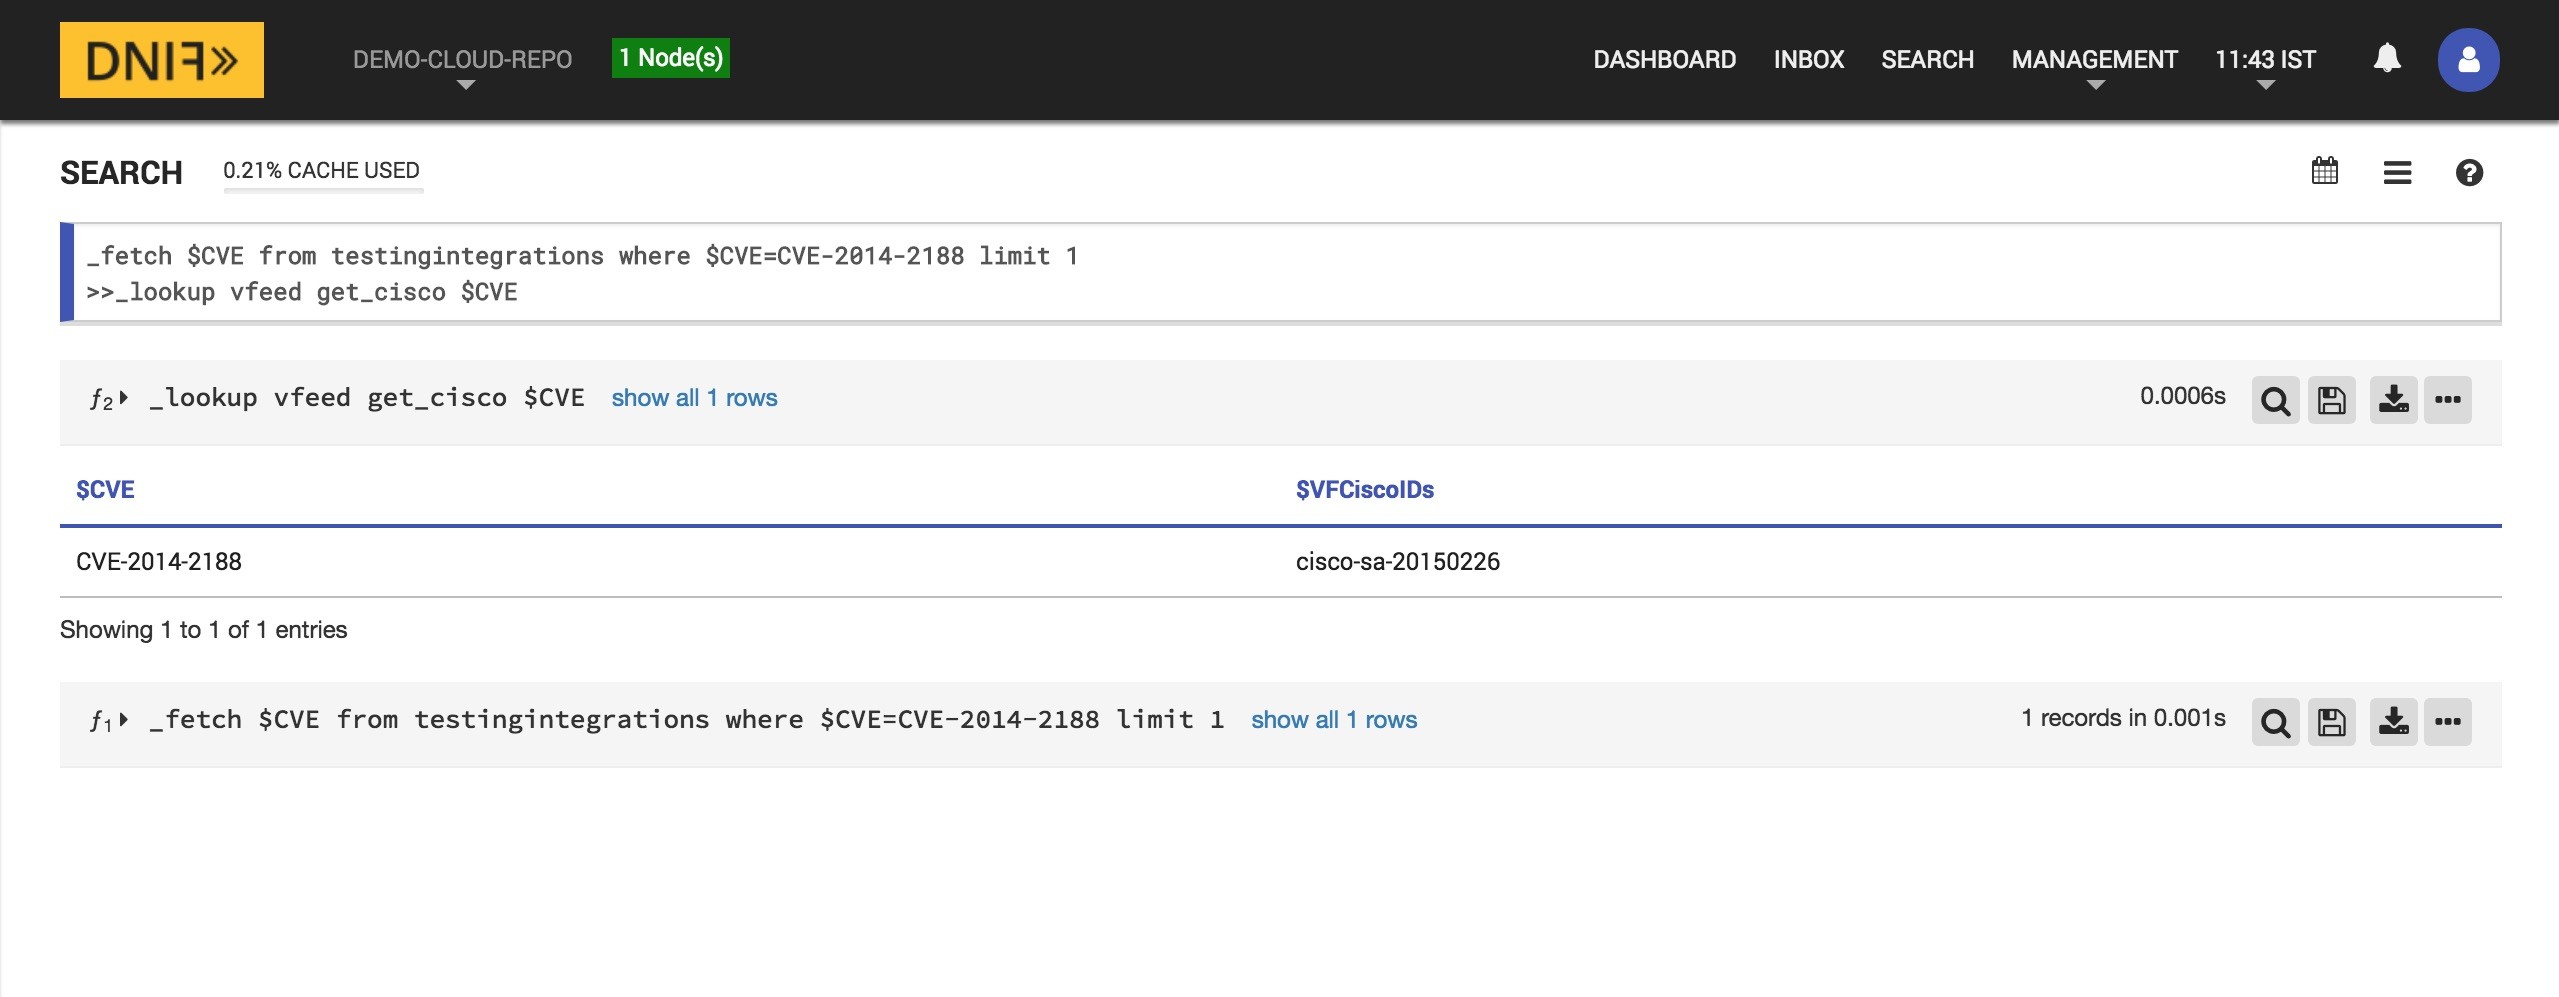 DNIF»
DEMO-CLOUD-REPO
1 Node(s)
DASHBOARD
INBOX
SEARCH
MANAGEMENT
11:43 IST
SEARCH
0.21% CACHE USED
_fetch $CVE from testingintegrations where $CVE=CVE-2014-2188 limit 1
>>_lookup vfeed get_cisco $CVE
ƒ2 _lookup vfeed get_cisco $CVE show all 1 rows
0.0006s
$CVE
$VFCiscoIDs
CVE-2014-2188
cisco-sa-20150226
Showing 1 to 1 of 1 entries
ƒ1 _fetch $CVE from testingintegrations where $CVE=CVE-2014-2188 limit 1 show all 1 rows
1 records in 0.001s